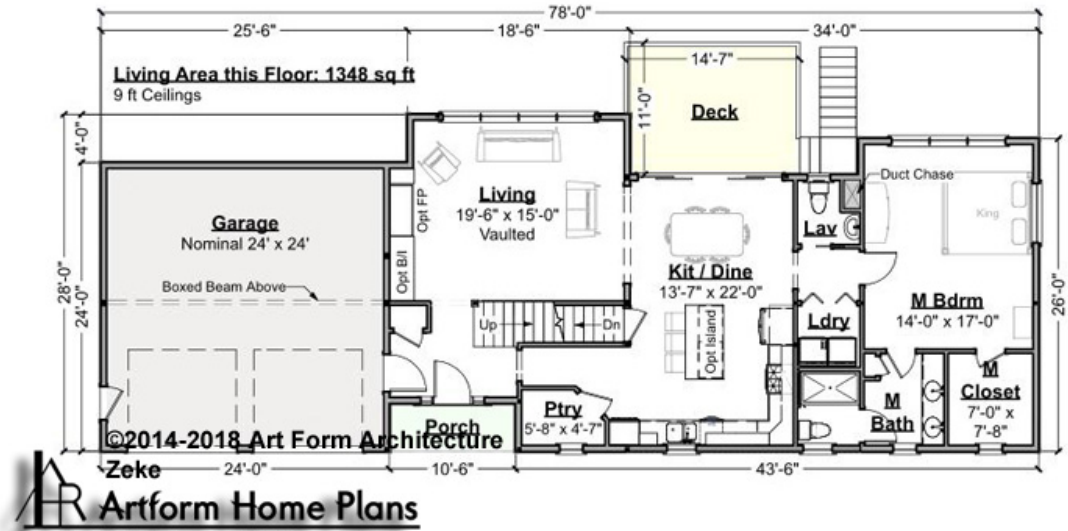 78'-0"
25'-6"
18'-6"
34'-0"
Living Area this Floor: 1348 sq ft
9 ft Ceilings
14'-7"
11'-0"
Deck
4'-0"
28'-0"
24'-0"
26'-0"
Duct Chase
King
Garage
Nominal 24' x 24'
Boxed Beam Above
Opt FP
Opt B/I
Living
19'-6" x 15'-0"
Vaulted
Lav
Kit / Dine
13'-7" x 22'-0"
Opt Island
M Bdrm
14'-0" x 17'-0"
Up
Dn
Ldry
M
Closet
7'-0" x
7'-8"
M
Bath
Ptry
5'-8" x 4'-7"
Porch
©2014-2018 Art Form Architecture
Zeke
24'-0"
10'-6"
43'-6"
Artform Home Plans